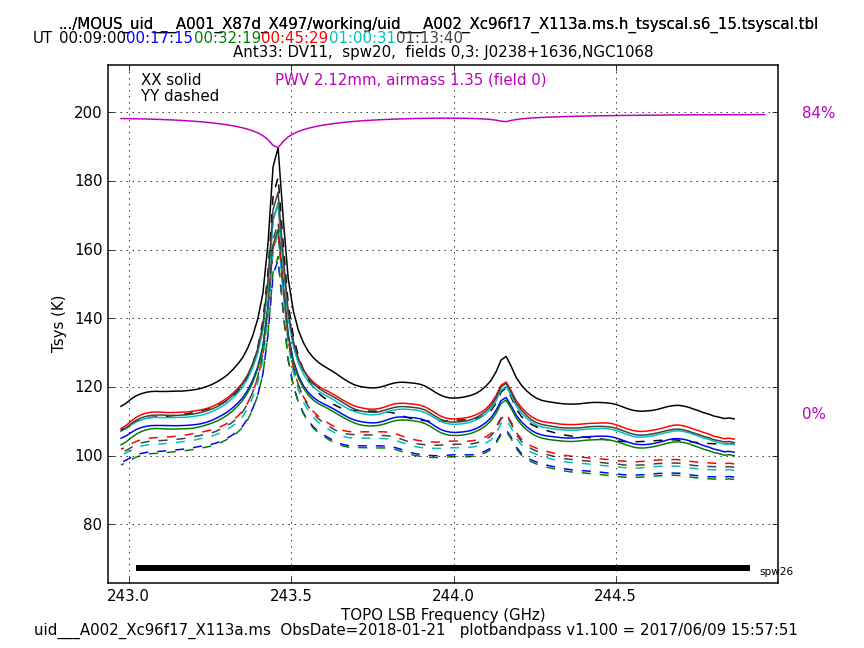 .../MOUS_uid___A001_X87d_X497/working/uid___A002_Xc96f17_X113a.ms.h_tsyscal.s6_15.tsyscal.tbl
UT 00:09:00 00:17:15 00:32:19 00:45:29 01:00:31 01:13:40
Ant33: DV11,  spw20,  fields 0,3: J0238+1636,NGC1068
XX solid
YY dashed
PWV 2.12mm, airmass 1.35 (field 0)
84%
0%
200
180
160
140
120
100
80
Tsys (K)
spw26
243.0 243.5 244.0 244.5
TOPO LSB Frequency (GHz)
uid___A002_Xc96f17_X113a.ms  ObsDate=2018-01-21   plotbandpass v1.100 = 2017/06/09 15:57:51